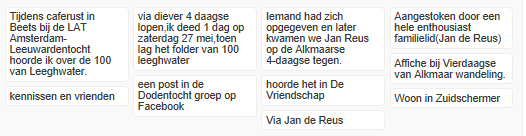 Tijdens caferust in
Beets bij de LAT
Amsterdam-
Leeuwardentocht
hoorde ik over de 100
van Leeghwater.
kennissen en vrienden
via diever 4 daagse
lopen,ik deed 1 dag op
zaterdag 27 mei,toen
lag het folder van 100
leeghwater
een post in de
Dodentocht groep op
Facebook
Iemand had zich
opgegeven en later
kwamen we Jan Reus
op de Alkmaarse
4-daagse tegen.
hoorde het in De
Vriendschap
Via Jan de Reus
Aangestoken door een
hele enthousiast
familielid(Jan de Reus)
Affiche bij Vierdaagse
van Alkmaar wandeling.
Woon in Zuidschermer